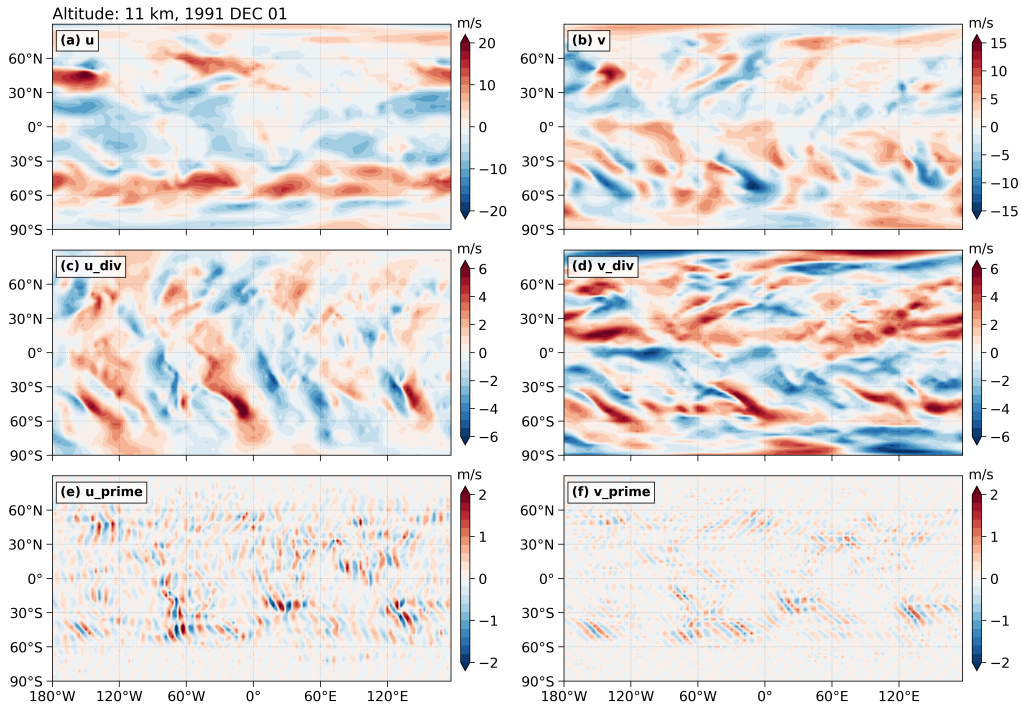 Altitude: 11 km, 1991 DEC 01
m/s
m/s
(a) u
(b) v
60°N
30°N
0°
30°S
60°S
90°S
20
10
0
−10
−20
60°N
30°N
0°
30°S
60°S
90°S
15
10
5
0
−5
−10
−15
m/s
m/s
(c) u_div
(d) v_div
60°N
30°N
0°
30°S
60°S
90°S
6
4
2
0
−2
−4
−6
60°N
30°N
0°
30°S
60°S
90°S
6
4
2
0
−2
−4
−6
m/s
m/s
(e) u_prime
(f) v_prime
60°N
30°N
0°
30°S
60°S
90°S
2
1
0
−1
−2
60°N
30°N
0°
30°S
60°S
90°S
2
1
0
−1
−2
180°W 120°W 60°W 0° 60°E 120°E
180°W 120°W 60°W 0° 60°E 120°E